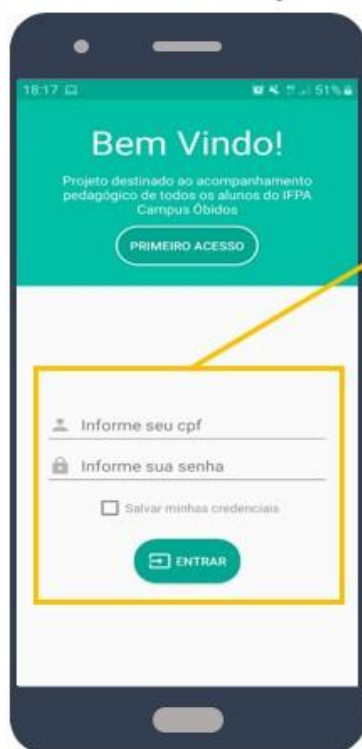 18:17
51%
Bem Vindo!
Projeto destinado ao acompanhamento
pedagógico de todos os alunos do IFPA
Campus Óbidos
PRIMEIRO ACESSO
Informe seu cpf
Informe sua senha
Salvar minhas credenciais
ENTRAR